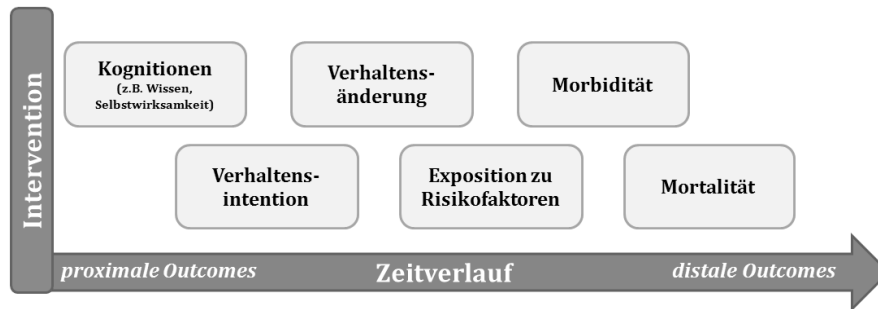 Intervention
Kognitionen
(z.B. Wissen,
Selbstwirksamkeit)
Verhaltens-
änderung
Morbidität
Verhaltens-
intention
Exposition zu
Risikofaktoren
Mortalität
proximale Outcomes
Zeitverlauf
distale Outcomes